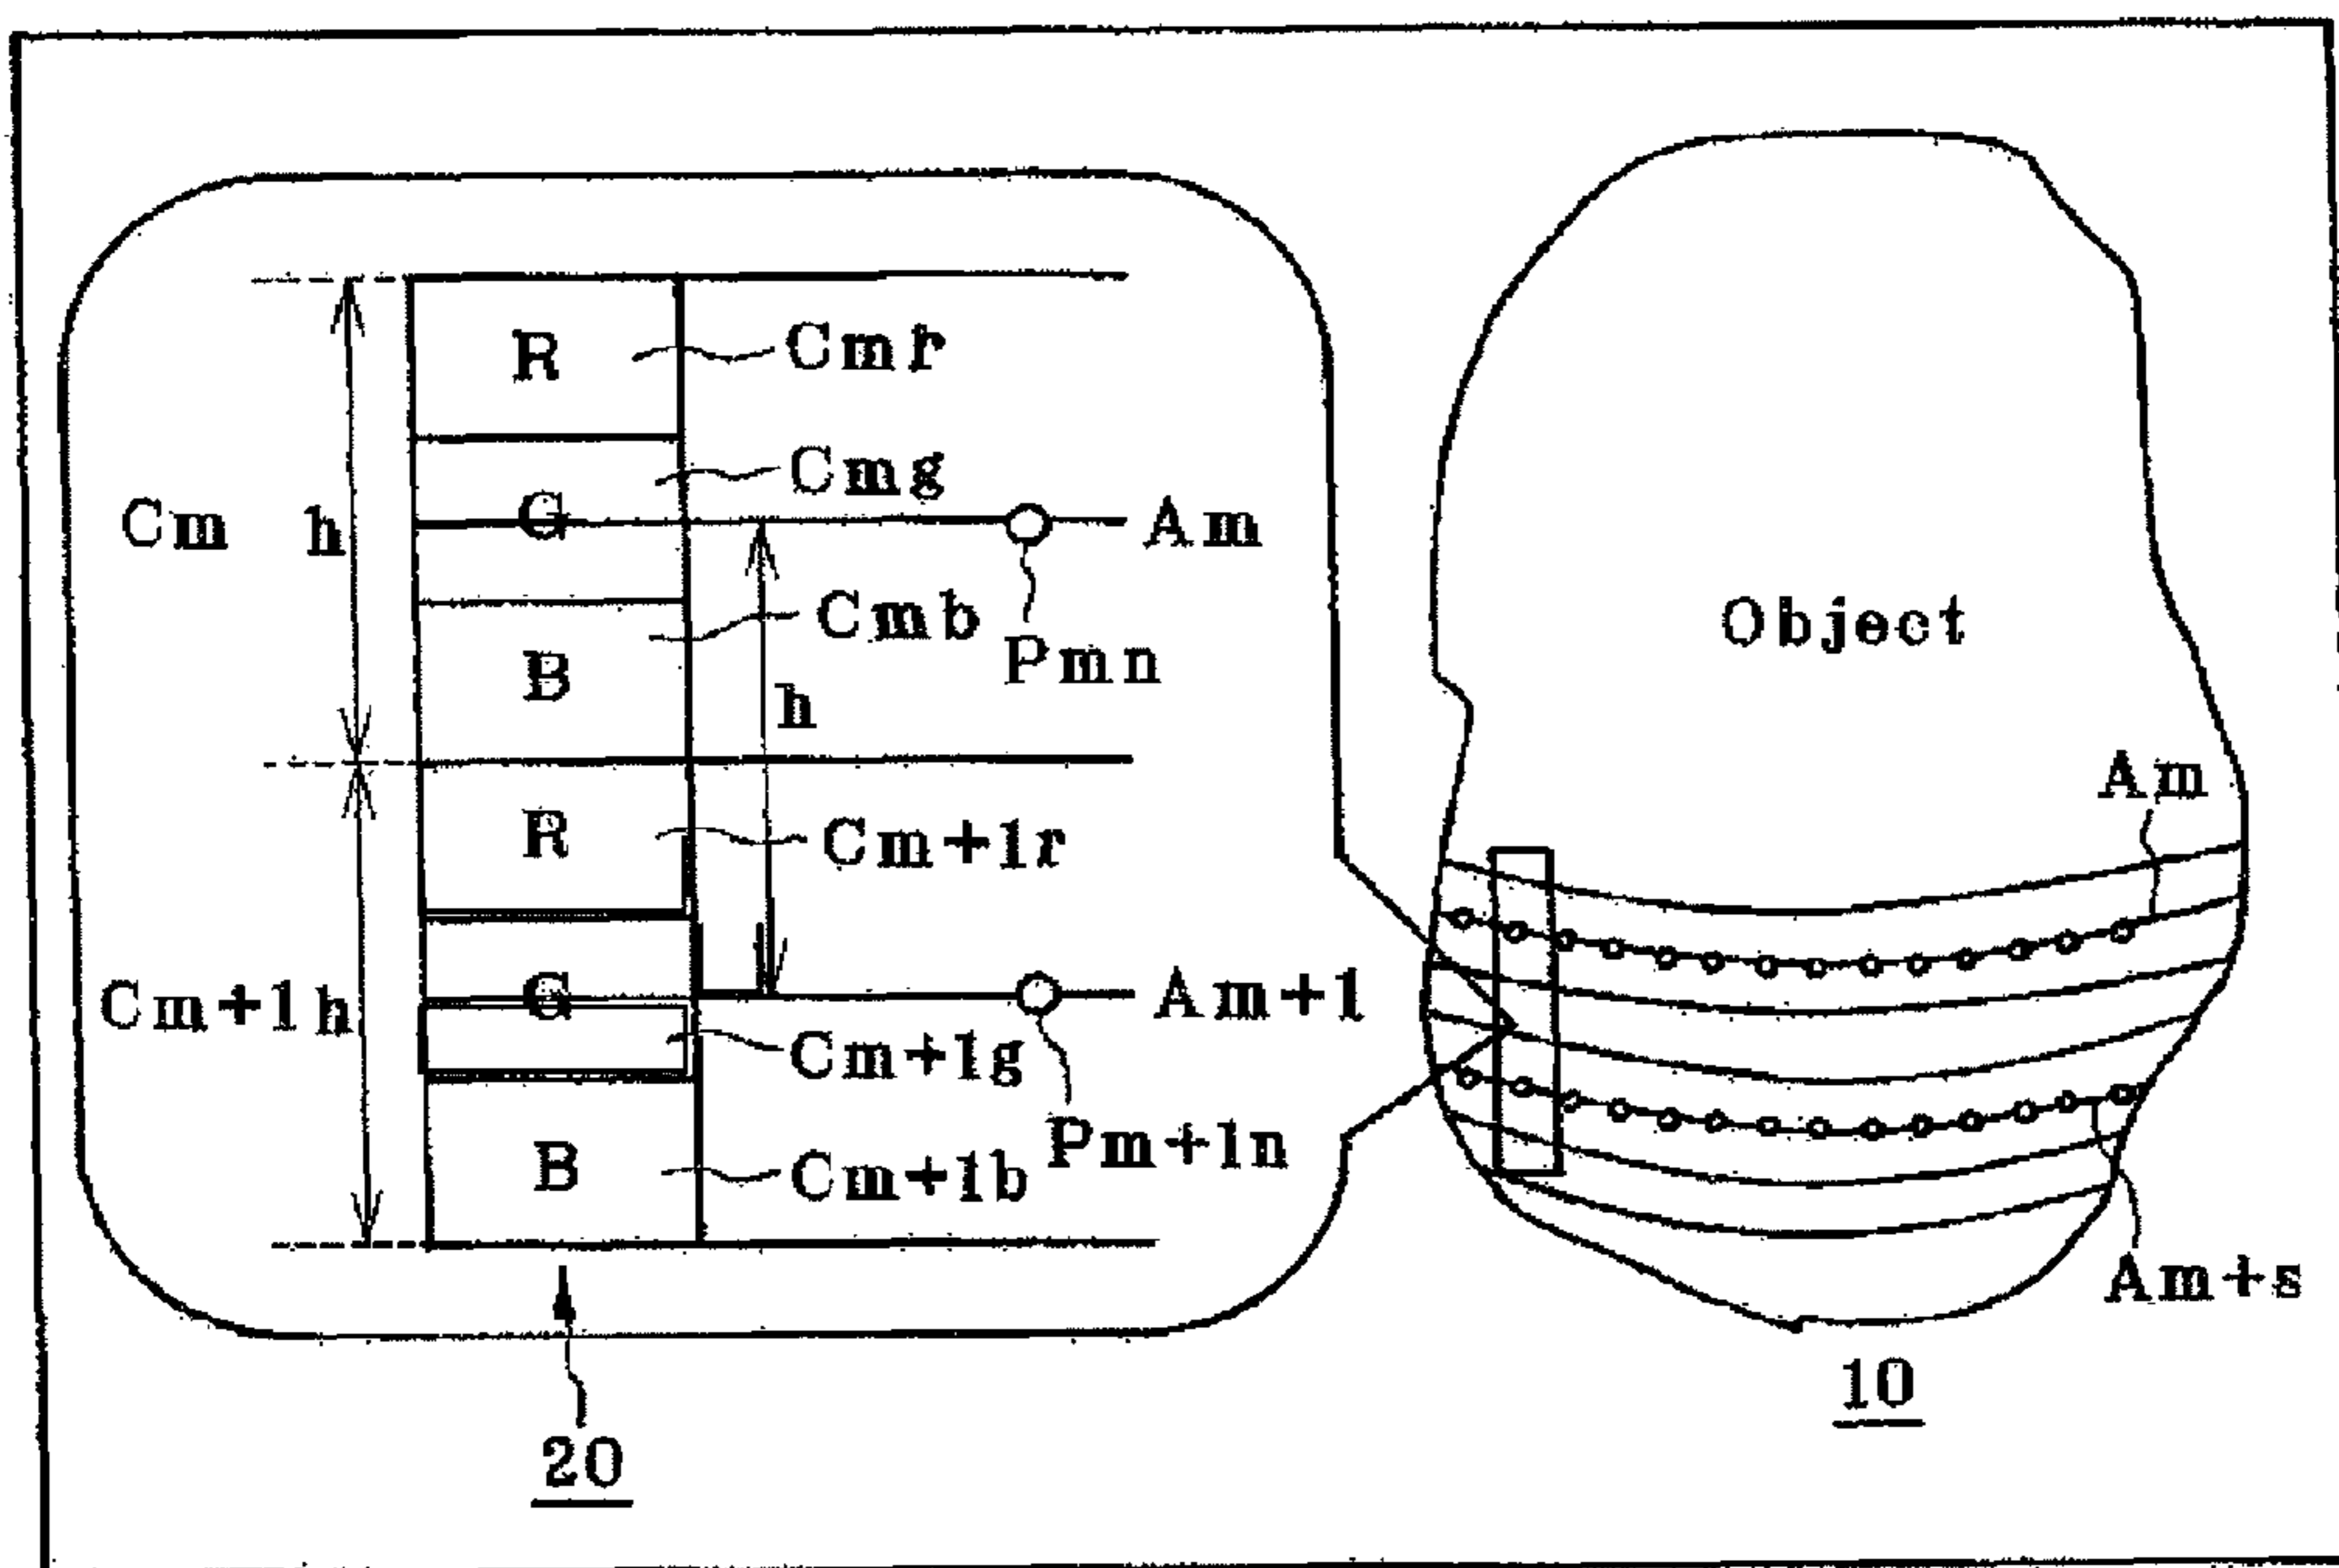 R
Cmr
Cmg
Cm
h
G
Am
Cmb
Pmn
B
h
R
Cm+1r
Cm+1h
G
Am+1
Cm+1g
Pm+1n
B
Cm+1b
20
Object
Am
Am+s
10